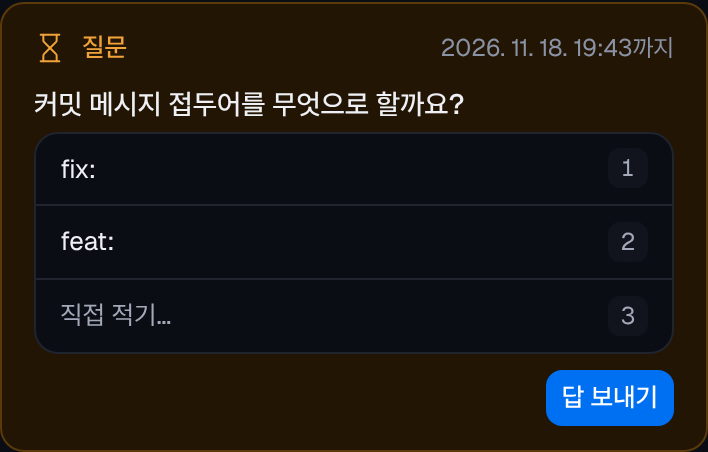 질문 2026. 11. 18. 19:43까지
커밋 메시지 접두어를 무엇으로 할까요?
fix: 1
feat: 2
직접 적기... 3
답 보내기